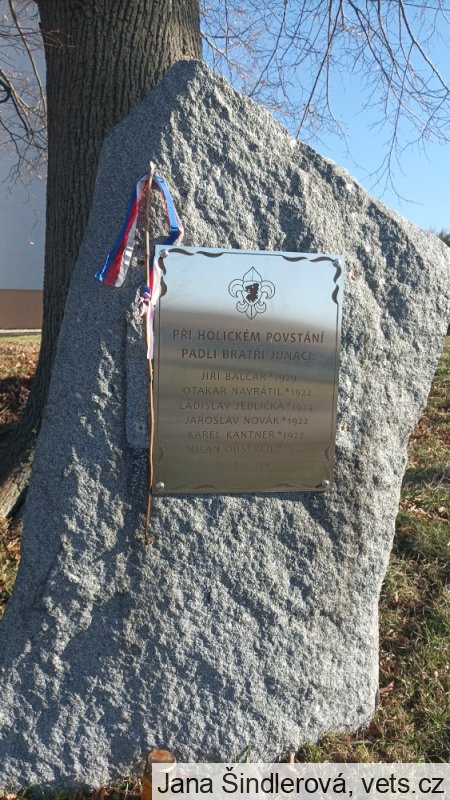 PŘI HOLICKÉM POVSTÁNÍ
PADLI BRATŘI JUNÁCI:
JIŘÍ BALCAR *1929
OTAKAR NAVRÁTIL *1922
LADISLAV JEDLIČKA *1924
JAROSLAV NOVÁK *1922
KAREL KANTNER *1927
MILAN ODSTRČIL
Jana Šindlerová, vets.cz